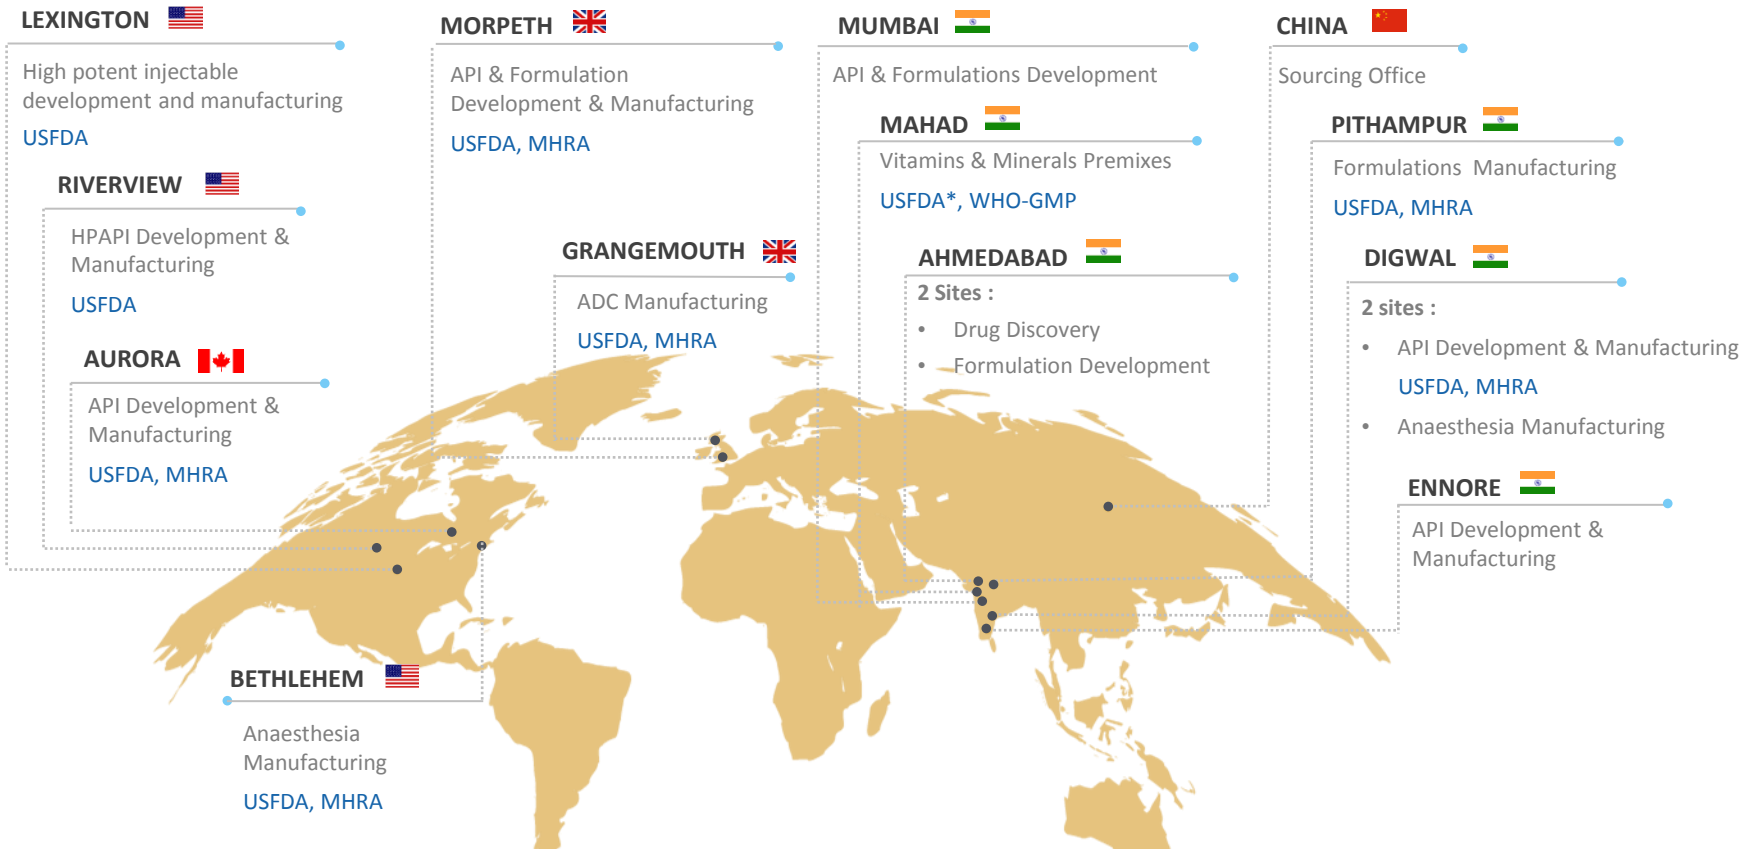 LEXINGTON
High potent injectable
development and manufacturing
USFDA
RIVERVIEW
HPAPI Development &
Manufacturing
USFDA
AURORA
API Development &
Manufacturing
USFDA, MHRA
BETHLEHEM
Anaesthesia
Manufacturing
USFDA, MHRA
MORPETH
API & Formulation
Development & Manufacturing
USFDA, MHRA
GRANGEMOUTH
ADC Manufacturing
USFDA, MHRA
MUMBAI
API & Formulations Development
MAHAD
Vitamins & Minerals Premixes
USFDA*, WHO-GMP
AHMEDABAD
2 Sites :
• Drug Discovery
• Formulation Development
CHINA
Sourcing Office
PITHAMPUR
Formulations Manufacturing
USFDA, MHRA
DIGWAL
2 sites :
• API Development & Manufacturing
USFDA, MHRA
• Anaesthesia Manufacturing
ENNORE
API Development &
Manufacturing